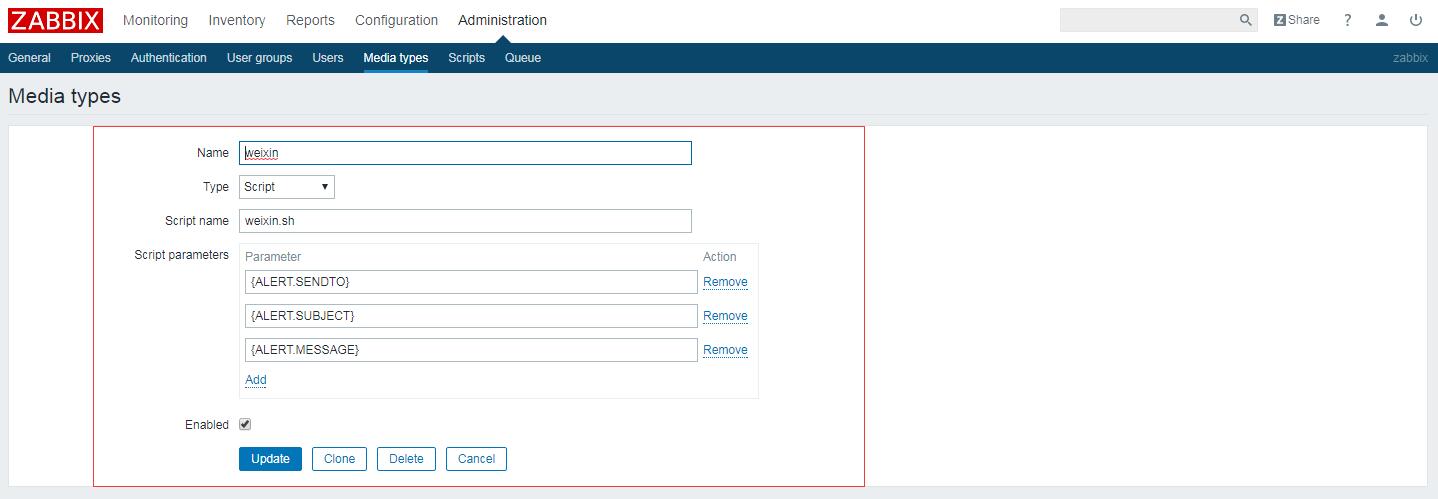 ZABBIX Monitoring Inventory Reports Configuration Administration Z Share ?
General Proxies Authentication User groups Users Media types Scripts Queue zabbix
Media types
Name weixin
Type Script
Script name weixin.sh
Script parameters Parameter Action
{ALERT.SENDTO} Remove
{ALERT.SUBJECT} Remove
{ALERT.MESSAGE} Remove
Add
Enabled
Update Clone Delete Cancel